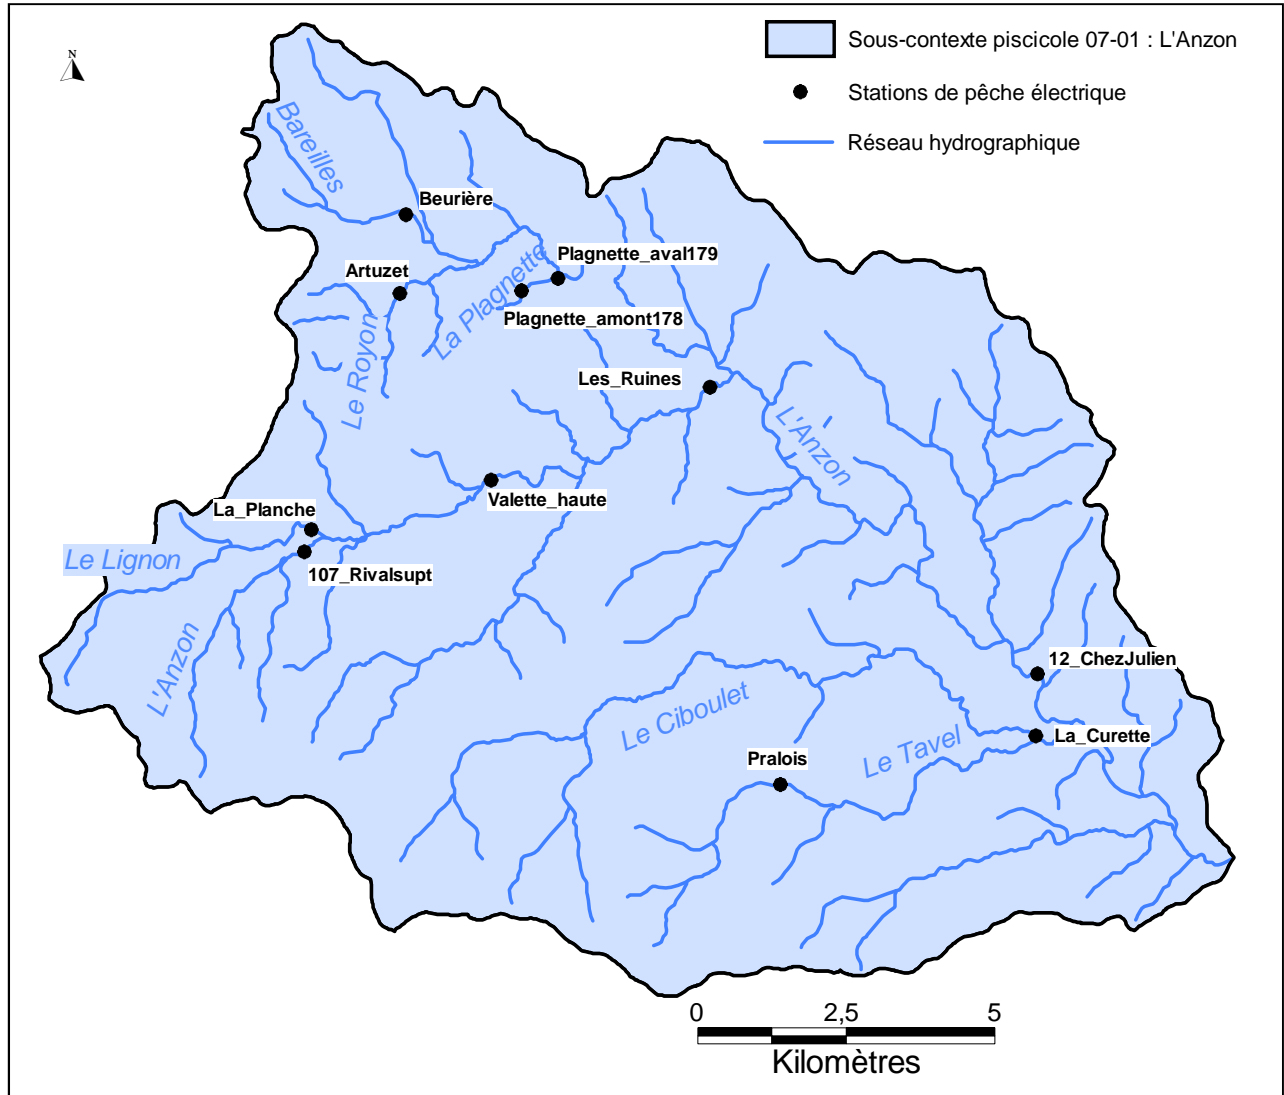 N
Sous-contexte piscicole 07-01 : L'Anzon
Stations de pêche électrique
Réseau hydrographique
Bareilles
Beurière
Plagnette_aval179
Artuzet
La Plagnette
Plagnette_amont178
Le Royon
Les_Ruines
L'Anzon
Valette_haute
La_Planche
Le Lignon
107_Rivalsupt
L'Anzon
12_ChezJulien
Le Ciboulet
La_Curette
Le Tavel
Pralois
0 2,5 5
Kilomètres